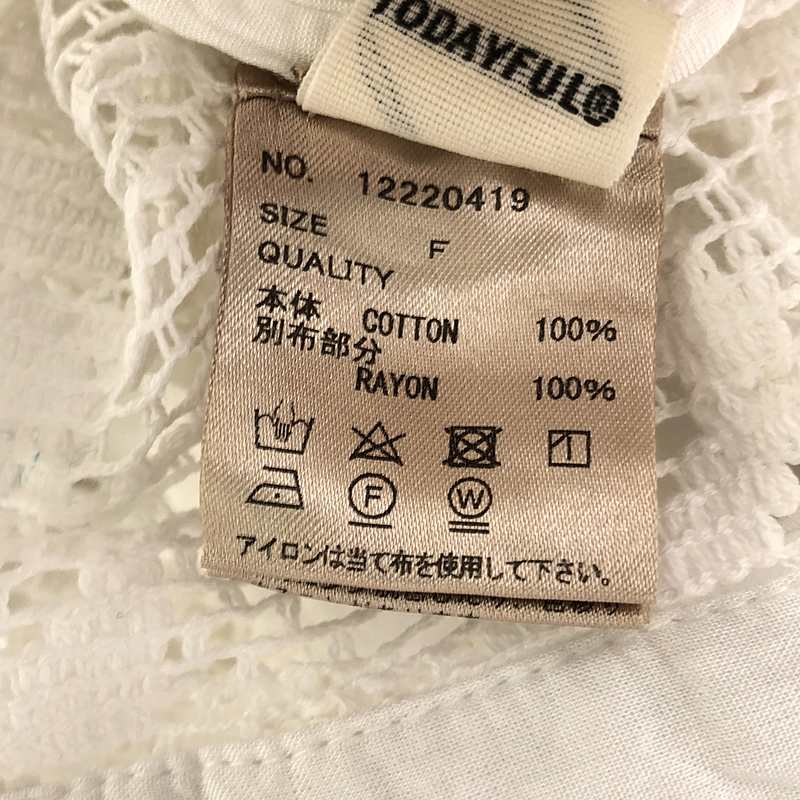 TODAYFUL®
NO. 12220419
SIZE F
QUALITY
本体 COTTON 100%
別布部分
RAYON 100%
F W
アイロンは当て布を使用して下さい。